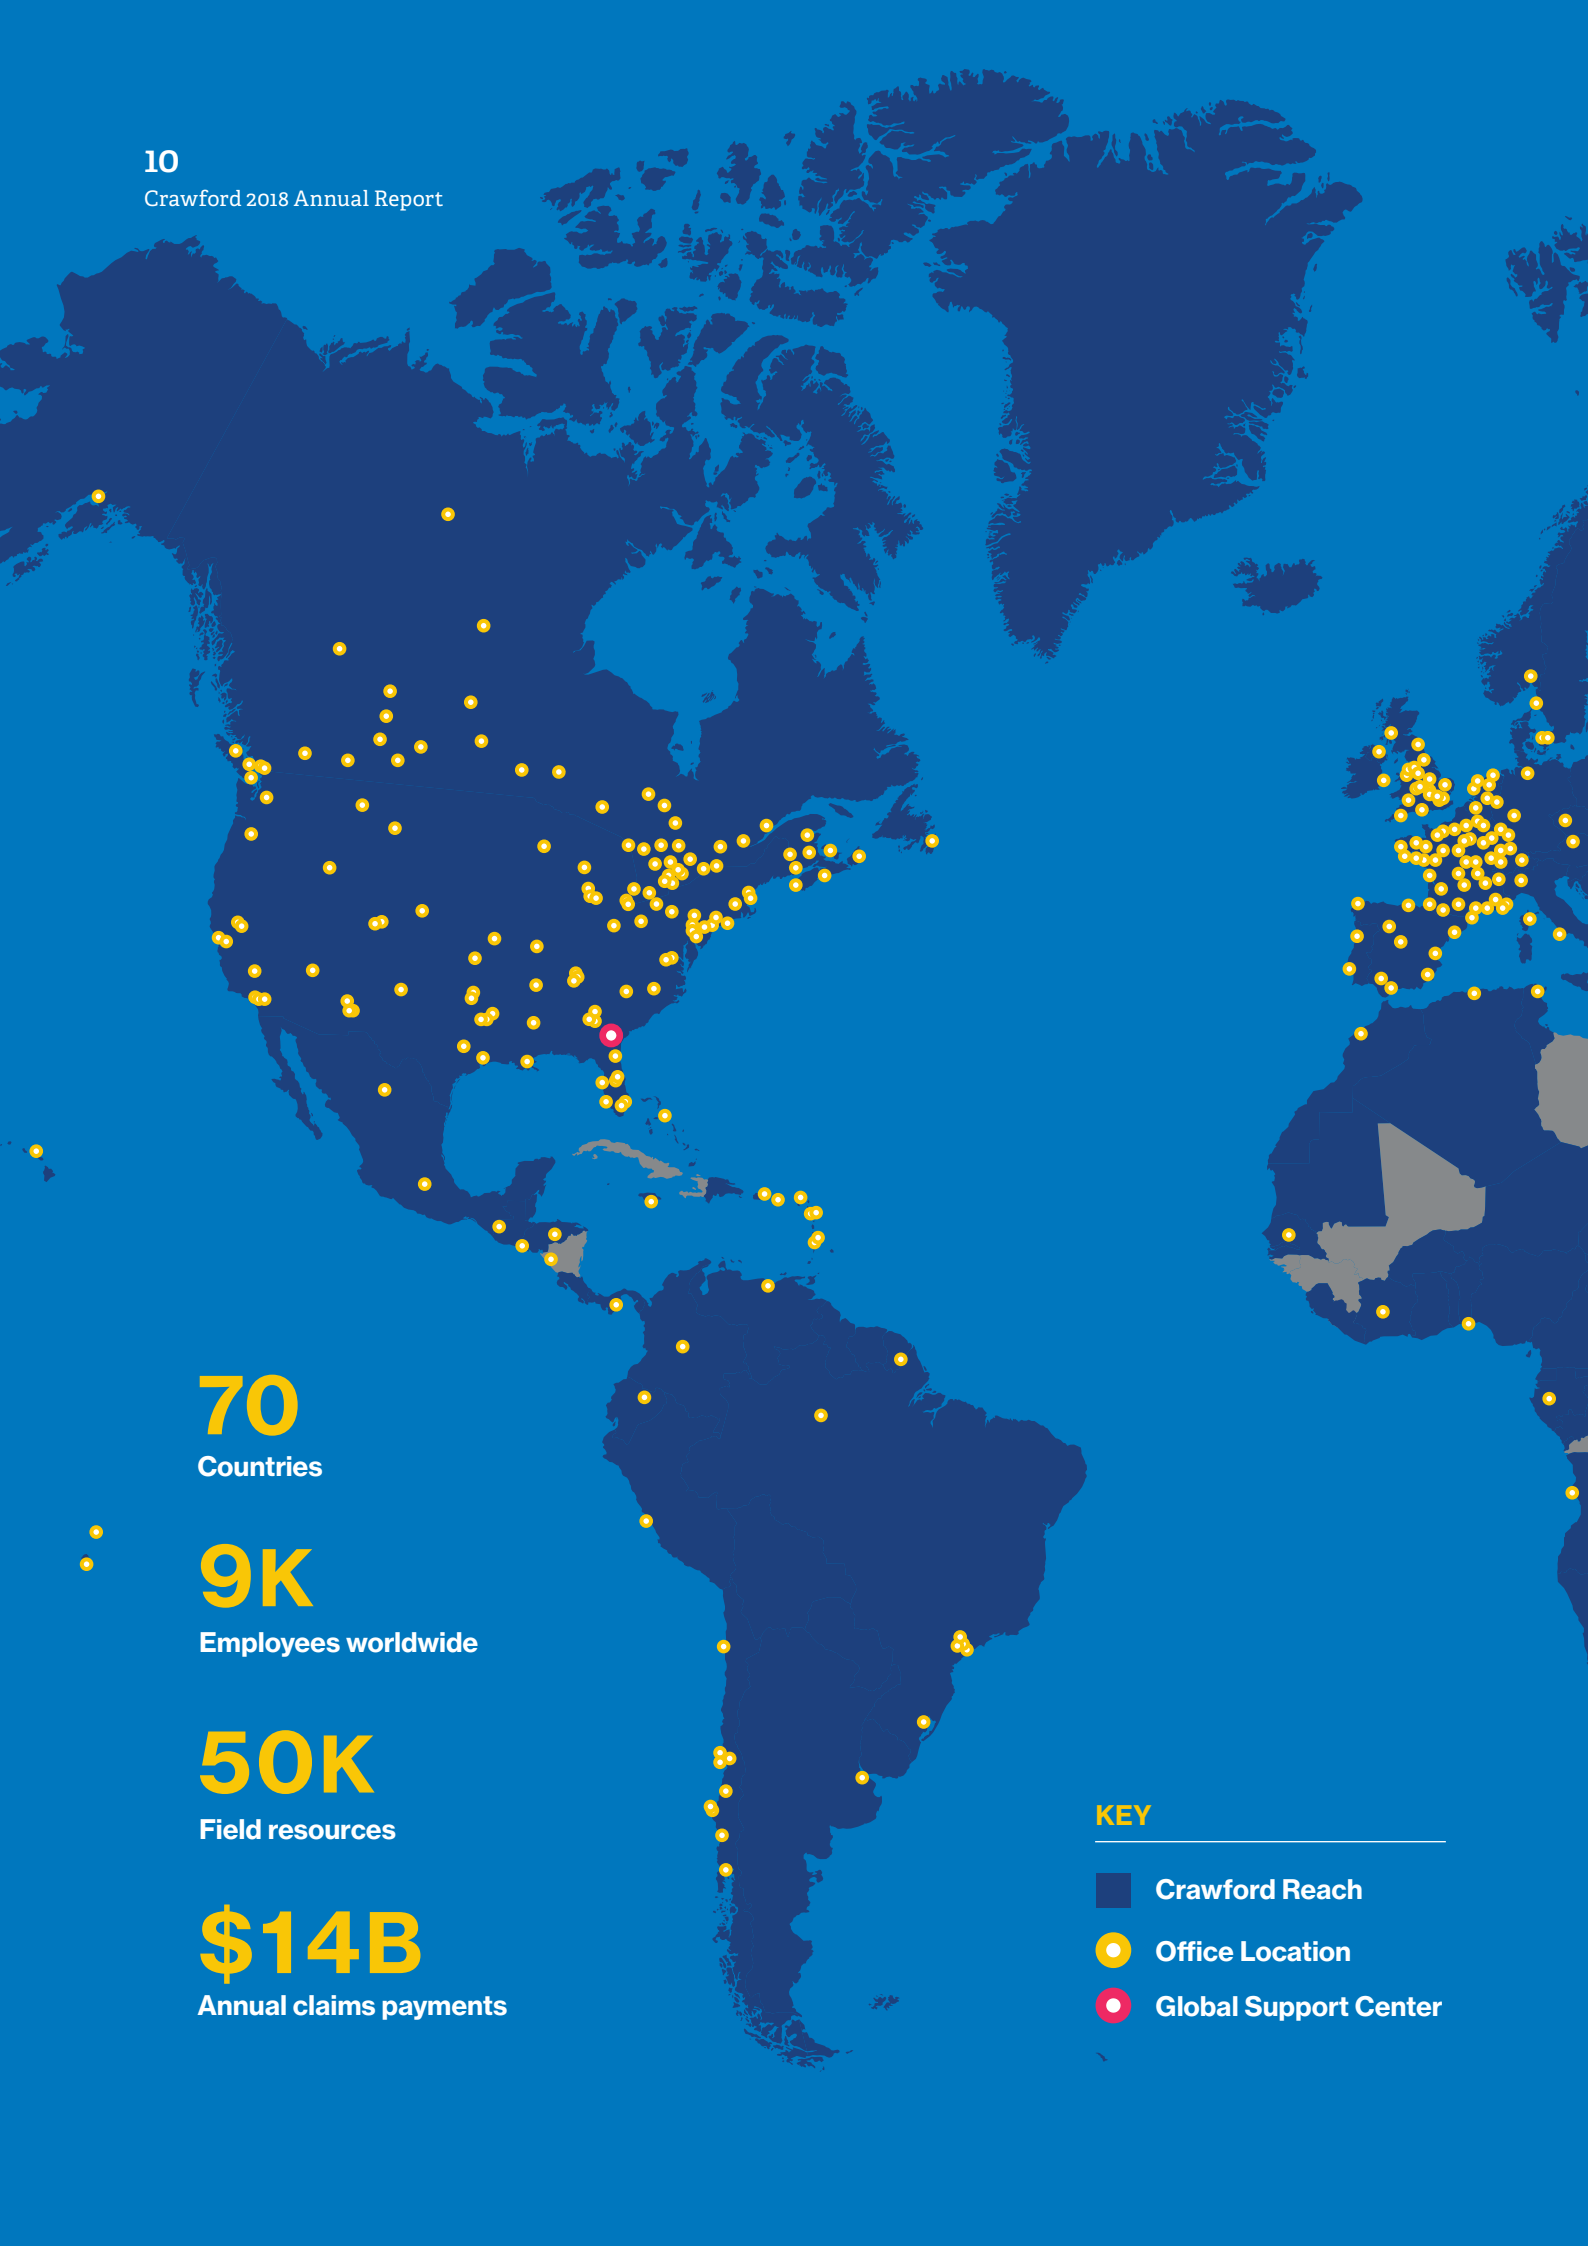 10
Crawford 2018 Annual Report
70
Countries
9K
Employees worldwide
50K
Field resources
$14B
Annual claims payments
KEY
Crawford Reach
Office Location
Global Support Center